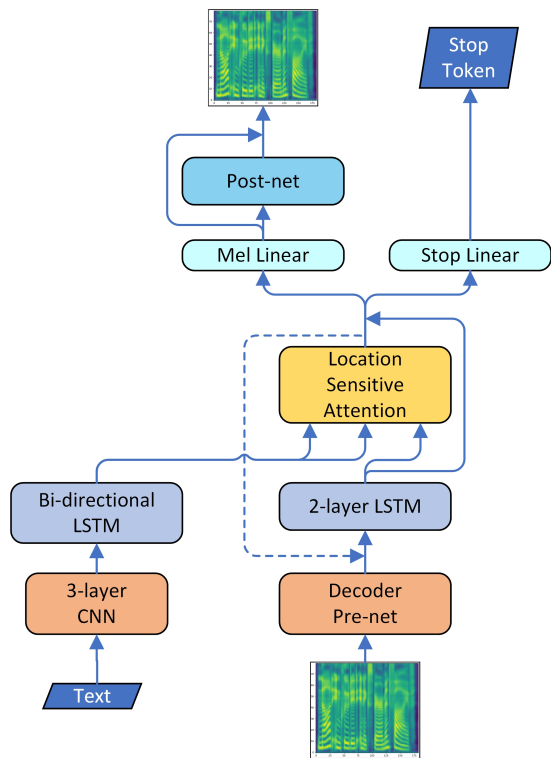 Stop
Token
Post-net
Mel Linear
Stop Linear
Location
Sensitive
Attention
Bi-directional
LSTM
2-layer LSTM
3-layer
CNN
Decoder
Pre-net
Text